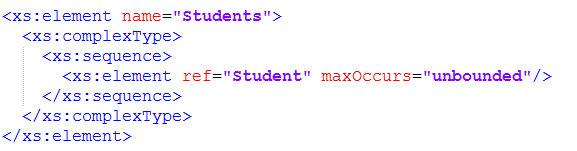 <xs:element name="Students">
<xs:complexType>
<xs:sequence>
<xs:element ref="Student" maxOccurs="unbounded"/>
</xs:sequence>
</xs:complexType>
</xs:element>